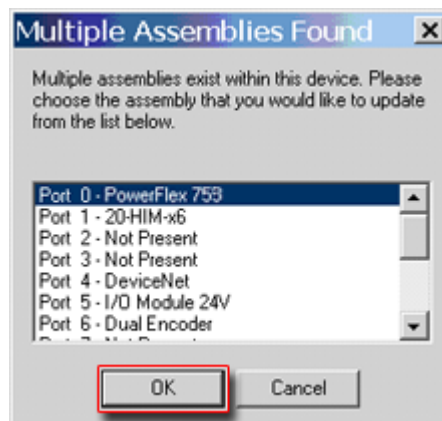 Multiple Assemblies Found
Multiple assemblies exist within this device. Please
choose the assembly that you would like to update
from the list below.
Port 0 - PowerFlex 753
Port 1 - 20-HIM-x6
Port 2 - Not Present
Port 3 - Not Present
Port 4 - DeviceNet
Port 5 - I/O Module 24V
Port 6 - Dual Encoder
OK
Cancel